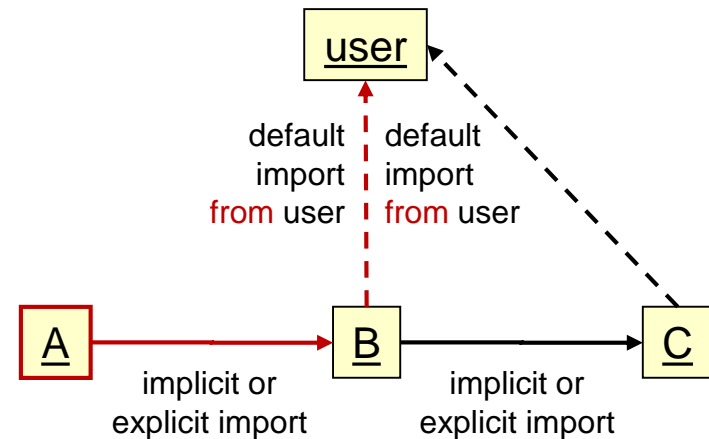 user
default
import
from user
default
import
from user
A
B
C
implicit or
explicit import
implicit or
explicit import